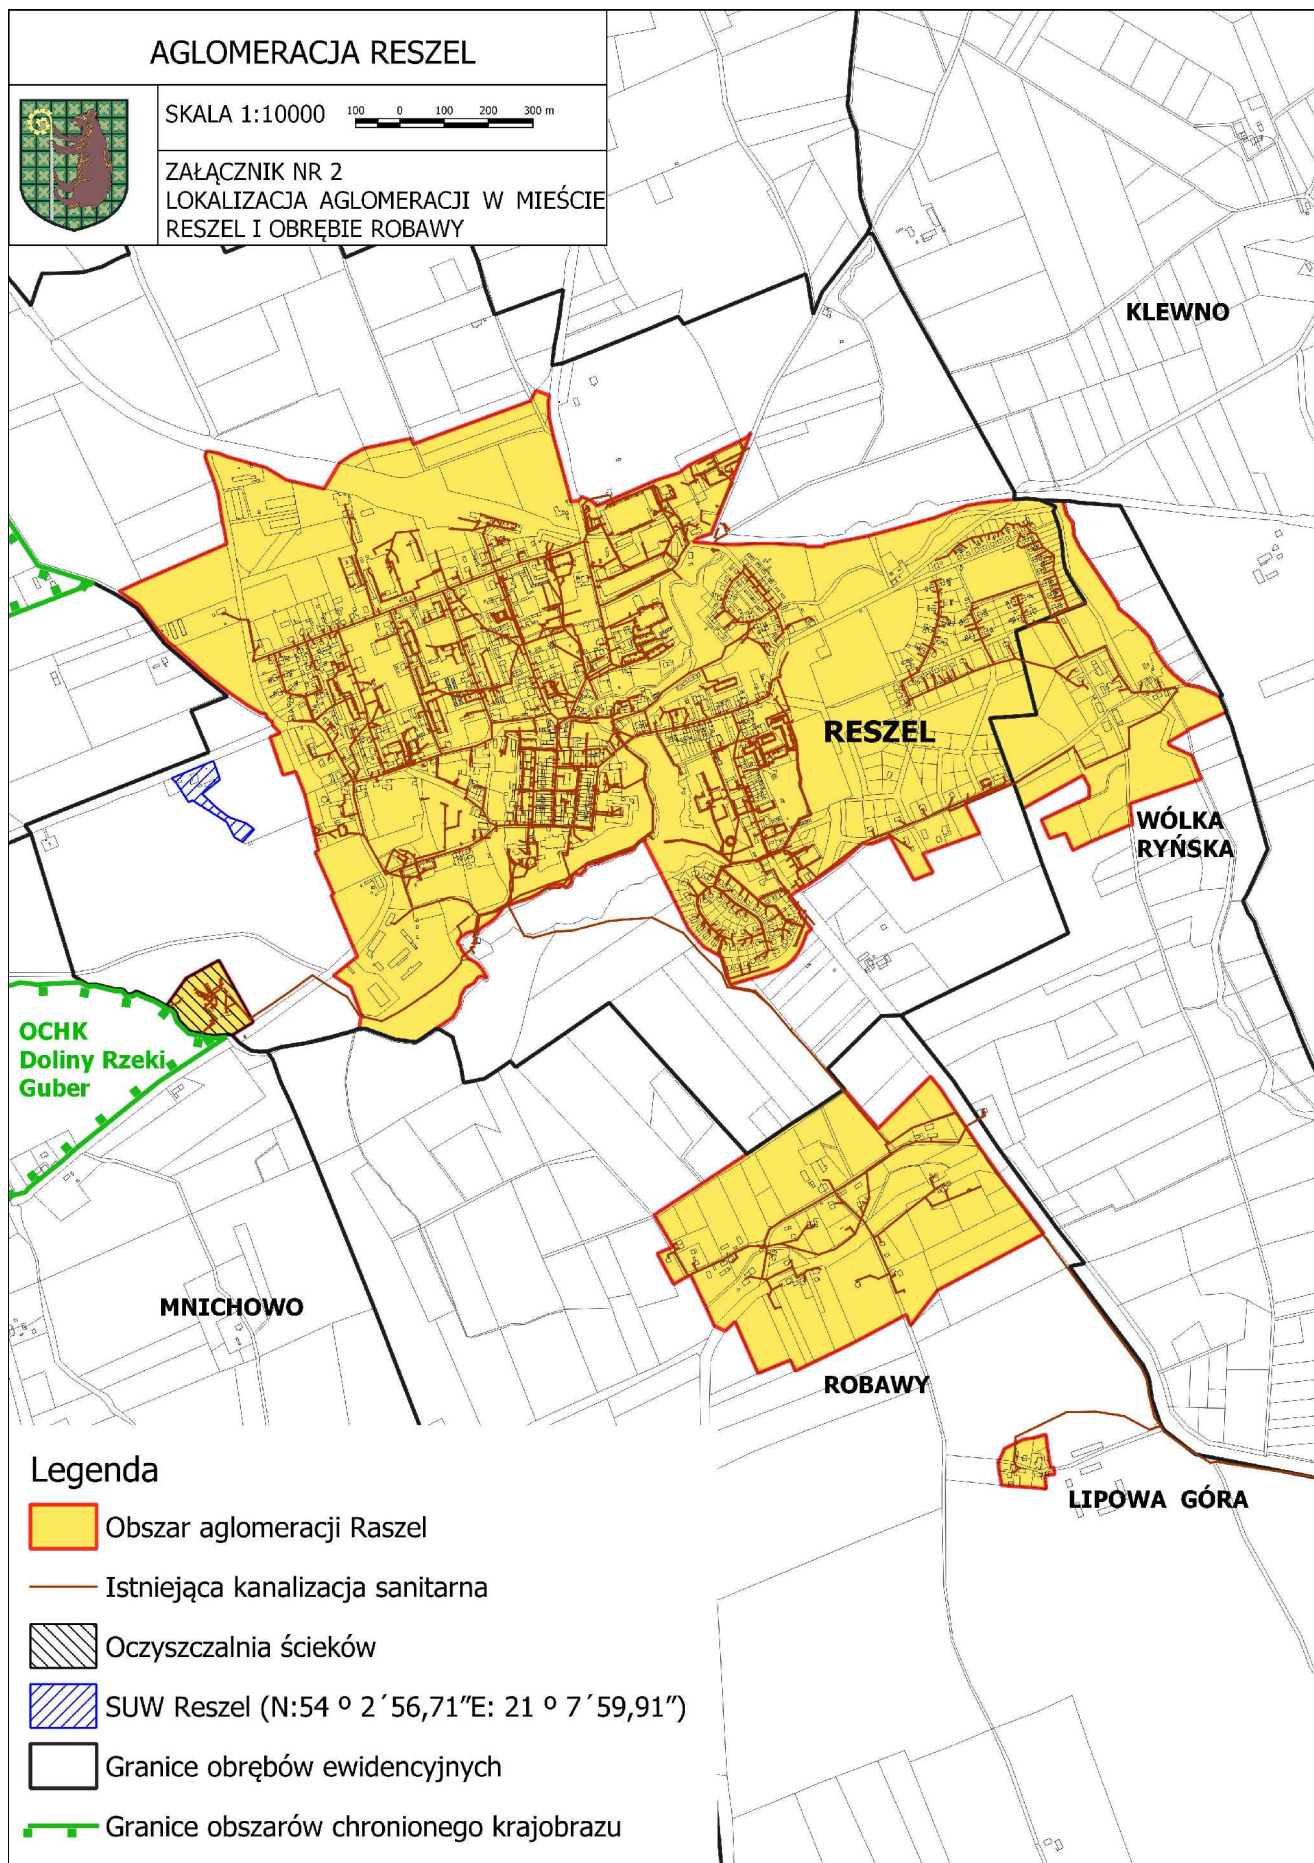 AGLOMERACJA RESZEL
SKALA 1:10000
100 0 100 200 300 m
ZAŁĄCZNIK NR 2
LOKALIZACJA AGLOMERACJI W MIEŚCIE
RESZEL I OBRĘBIE ROBAWY
KLEWNO
RESZEL
WÓLKA
RYŃSKA
OCHK
Doliny Rzeki
Guber
MNICHOWO
ROBAWY
LIPOWA GÓRA
Legenda
Obszar aglomeracji Raszel
Istniejąca kanalizacja sanitarna
Oczyszczalnia ścieków
SUW Reszel (N:54 º 2 ´56,71”E: 21 º 7 ´59,91”)
Granice obrębów ewidencyjnych
Granice obszarów chronionego krajobrazu